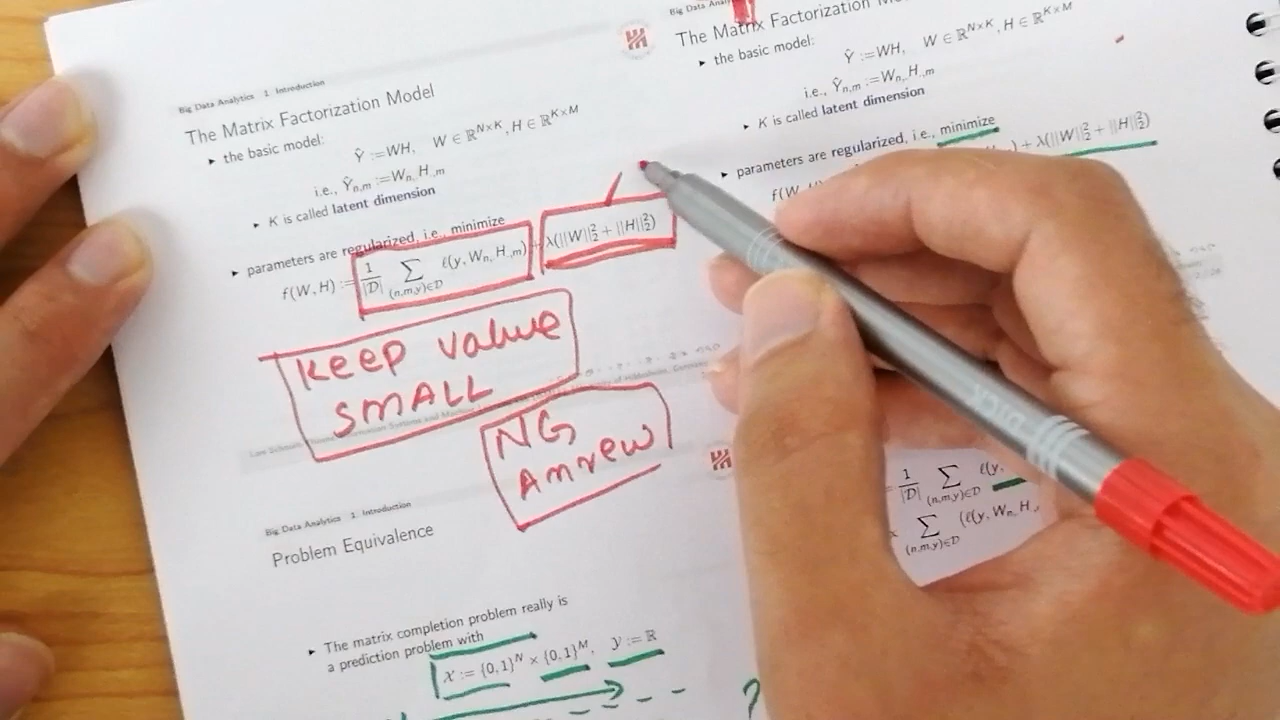 Big Data Analytics 1. Introduction
The Matrix Factorization Model
▸ the basic model:
Ŷ := WH, W ∈ ℝ^{N×K}, H ∈ ℝ^{K×M}
i.e., Ŷ_{n,m} := W_{n,.} H_{.,m}
▸ K is called latent dimension
▸ parameters are regularized, i.e., minimize
f(W, H) := 1/|D| ∑_{(n,m,y)∈D} ℓ(y, W_{n,.} H_{.,m}) + λ(||W||²₂ + ||H||²₂)
Keep value
SMALL
NG
Amrew
Big Data Analytics 1. Introduction
Problem Equivalence
▸ The matrix completion problem really is
a prediction problem with
X := {0, 1}^N × {0, 1}^M, Y := ℝ
?
Big Data
The Matrix Factorization
▸ the basic model:
Ŷ := WH, W ∈ ℝ^{N×K}, H ∈ ℝ^{K×M}
i.e., Ŷ_{n,m} := W_{n,.} H_{.,m}
▸ K is called latent dimension
▸ parameters are regularized, i.e., minimize
f(W, H) ) + λ(||W||²₂ + ||H||²₂)
= 1/|D| ∑_{(n,m,y)∈D} ℓ(y,
∑_{(n,m,y)∈D} (ℓ(y, W_{n,.} H_{.,